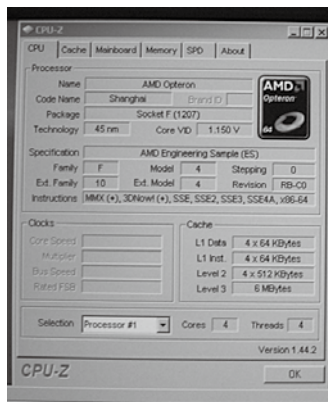 CPU-Z
CPU Cache Mainboard Memory SPD About
Processor
Name AMD Opteron
Code Name Shanghai Brand ID
Package Socket F (1207)
Technology 45 nm Core VID 1.150 V
AMD
Opteron
64
Specification AMD Engineering Sample (ES)
Family F Model 4 Stepping 0
Ext. Family 10 Ext. Model 4 Revision RB-C0
Instructions MMX (+), 3DNow! (+), SSE, SSE2, SSE3, SSE4A, x86-64
Clocks
Core Speed
Multiplier
Bus Speed
Rated FSB
Cache
L1 Data 4 x 64 KBytes
L1 Inst. 4 x 64 KBytes
Level 2 4 x 512 KBytes
Level 3 6 MBytes
Selection Processor #1 Cores 4 Threads 4
Version 1.44.2
CPU-Z OK